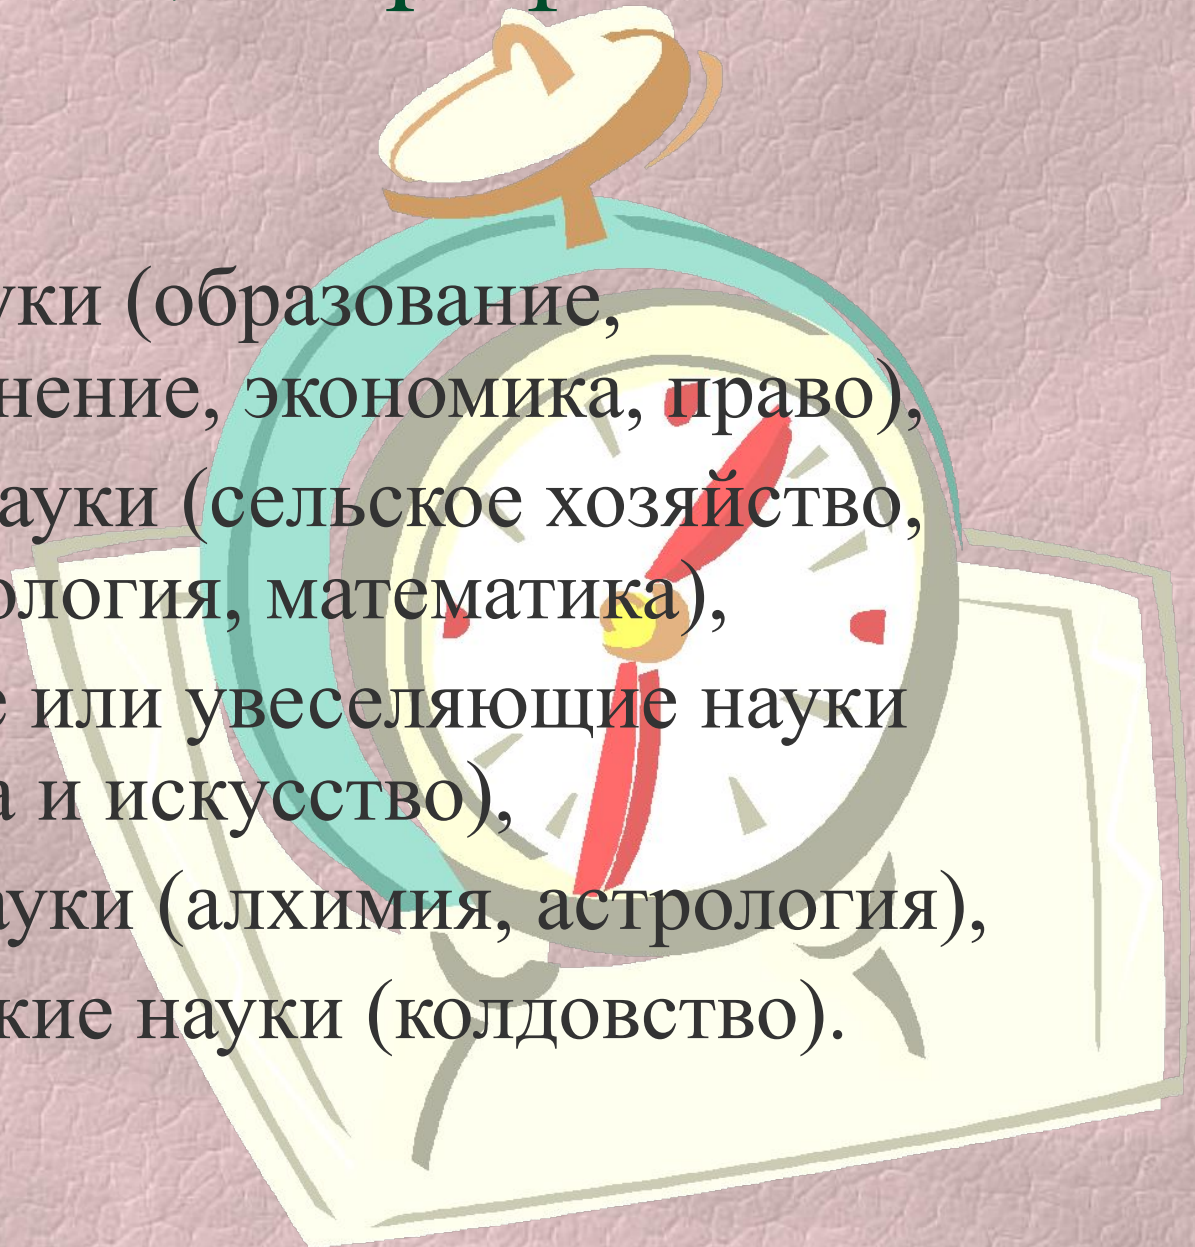 уки (образование,
нение, экономика, право),
ауки (сельское хозяйство,
ология, математика),
е или увеселяющие науки
а и искусство),
ауки (алхимия, астрология),
кие науки (колдовство).